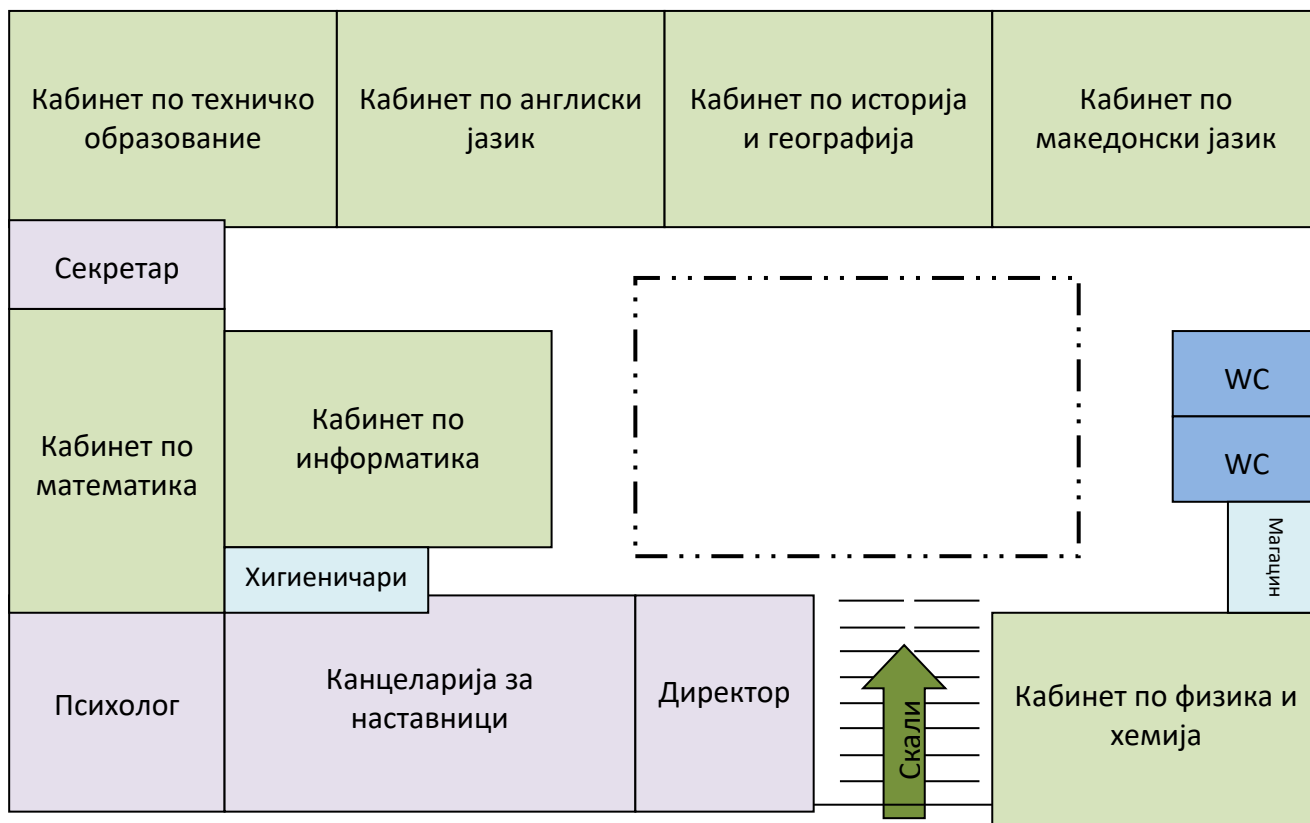 Кабинет по техничко
образование
Кабинет по англиски
јазик
Кабинет по историја
и географија
Кабинет по
македонски јазик
Секретар
Кабинет по
математика
Кабинет по
информатика
WC
WC
Магацин
Хигиеничари
Психолог
Канцеларија за
наставници
Директор
Скали
Кабинет по физика и
хемија